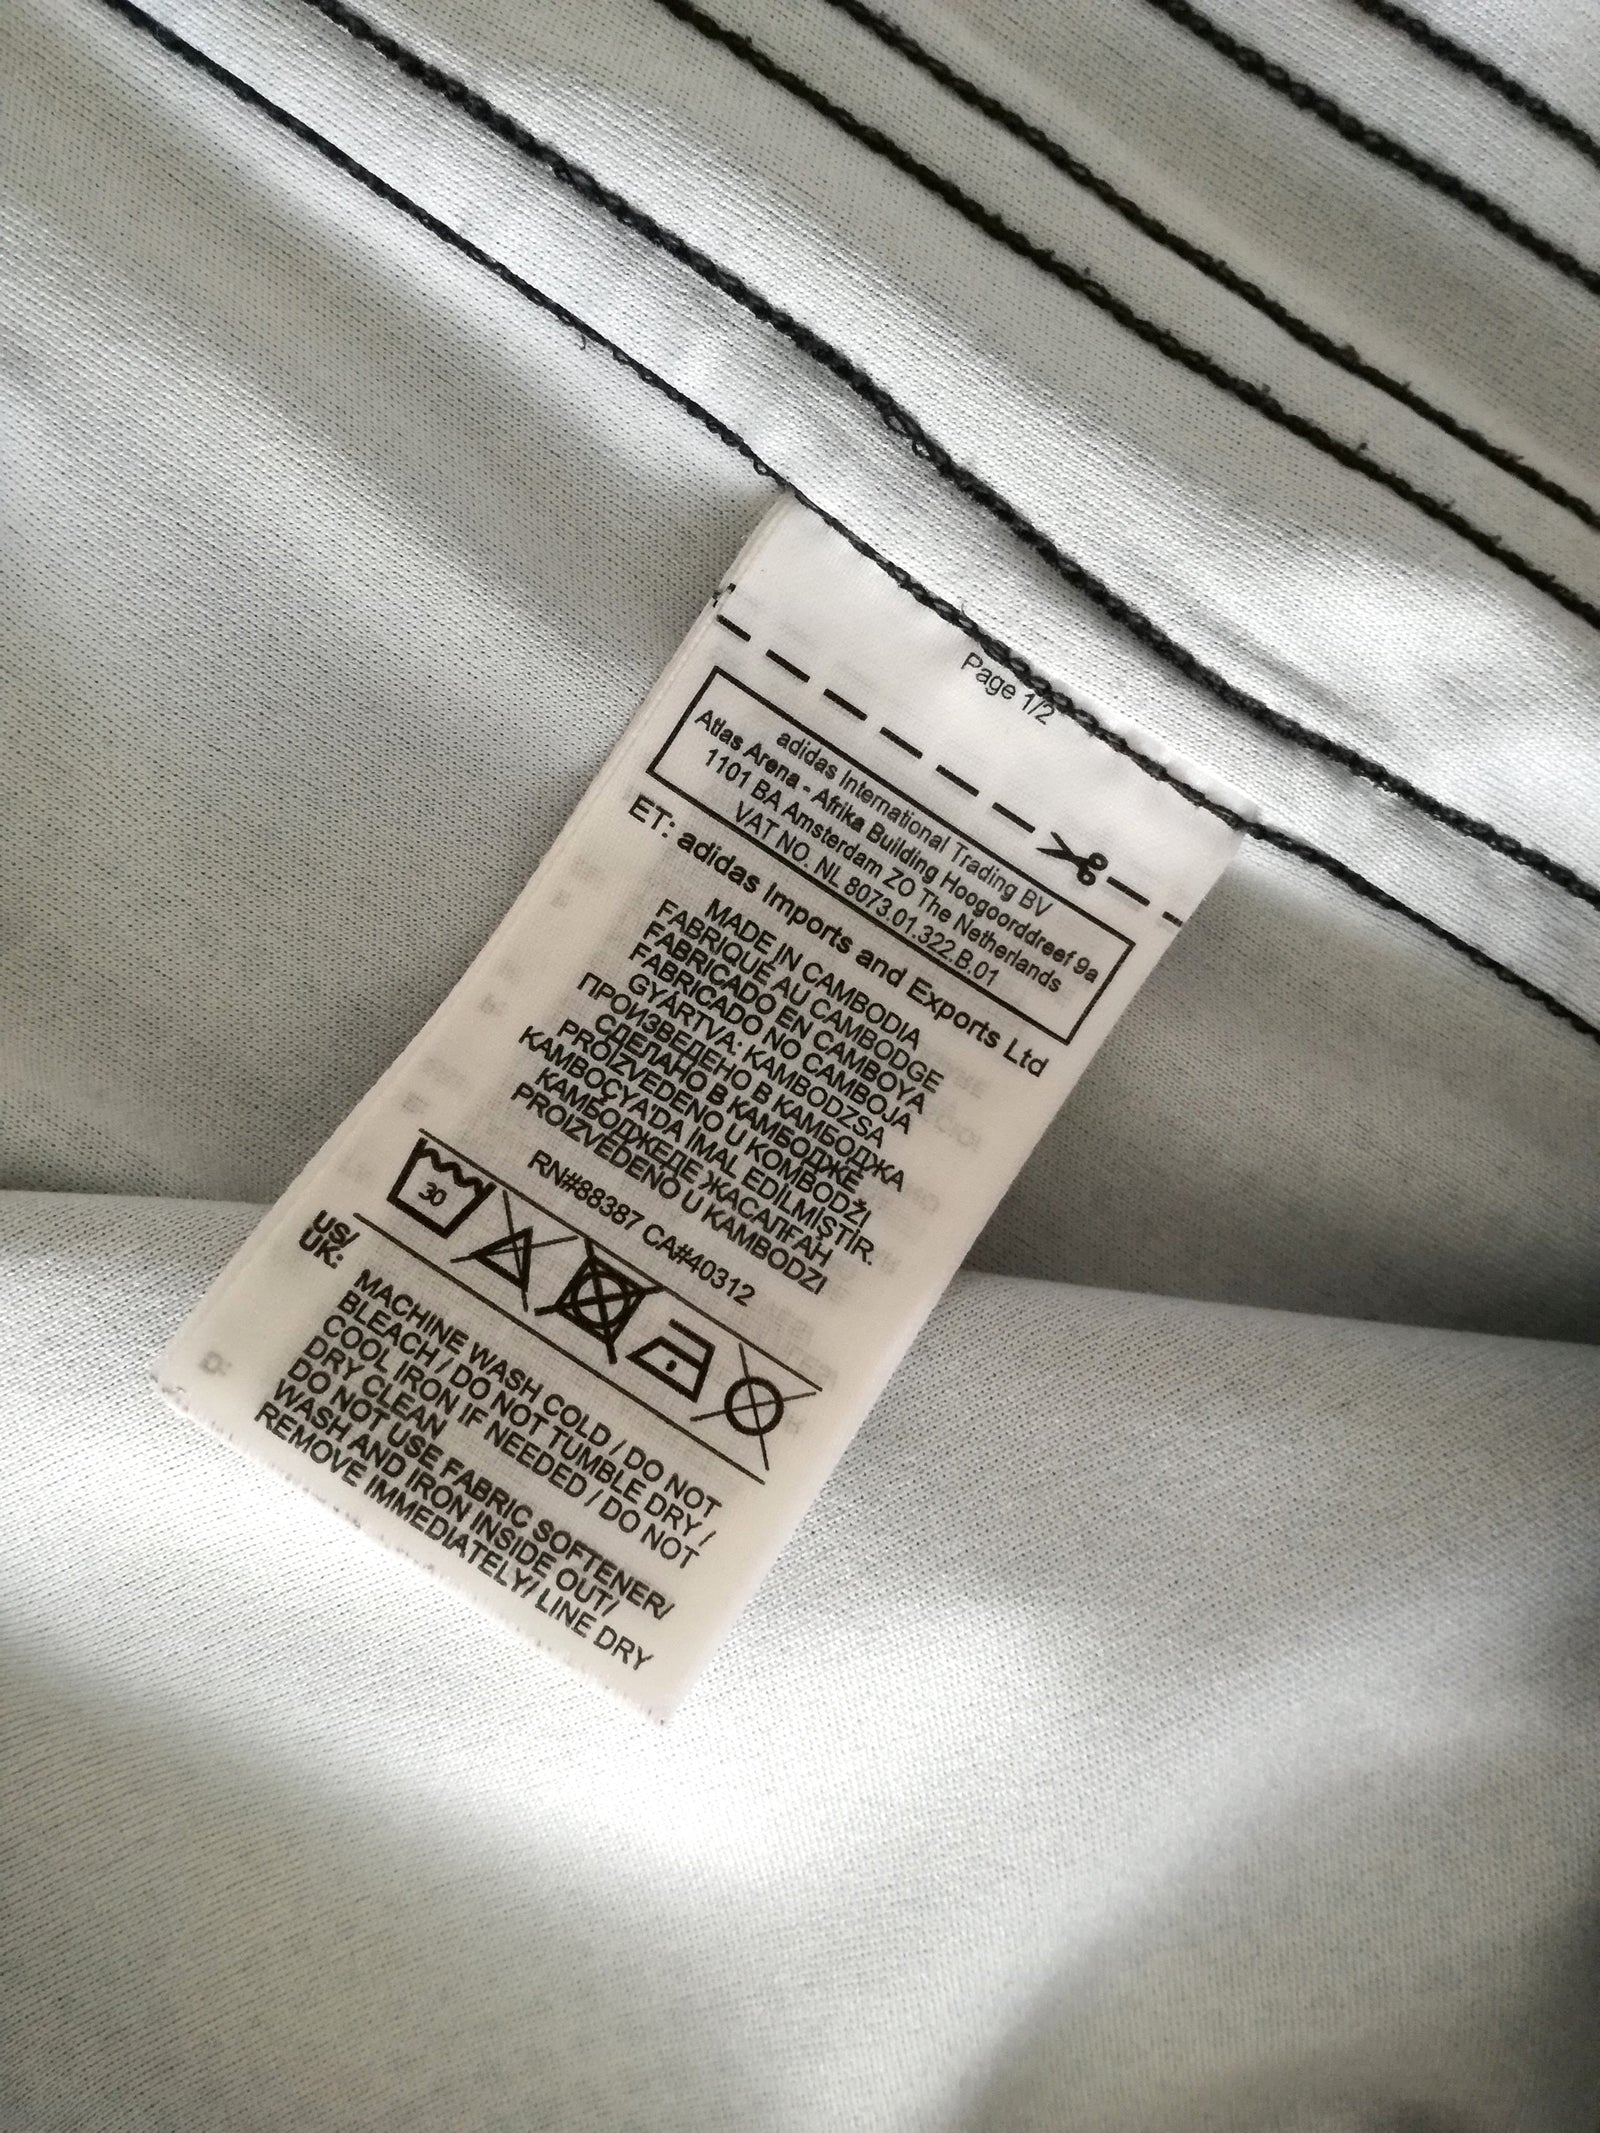 Page 1/2
adidas International Trading BV
Atlas Arena - Afrika Building Hoogoorddreef 9a
1101 BA Amsterdam ZO The Netherlands
VAT NO. NL 8073.01.322.B.01
ET: adidas Imports and Exports Ltd
MADE IN CAMBODIA
FABRIQUÉ AU CAMBODGE
FABRICADO EN CAMBOYA
FABRICADO NO CAMBOJA
GYÁRTVA: KAMBODZSA
ПРОИЗВЕДЕНО В КАМБОДЖА
СДЕЛАНО В КАМБОДЖЕ
PROIZVEDENO U KOMBODŽI
KAMBOÇYA'DA İMAL EDİLMİŞTİR.
КАМБОДЖЕДЕ ЖАСАЛҒАН
PROIZVEDENO U KAMBODZI
RN#88387 CA#40312
30
US/
UK:
MACHINE WASH COLD / DO NOT
BLEACH / DO NOT TUMBLE DRY /
COOL IRON IF NEEDED / DO NOT
DRY CLEAN
DO NOT USE FABRIC SOFTENER/
WASH AND IRON INSIDE OUT/
REMOVE IMMEDIATELY/ LINE DRY